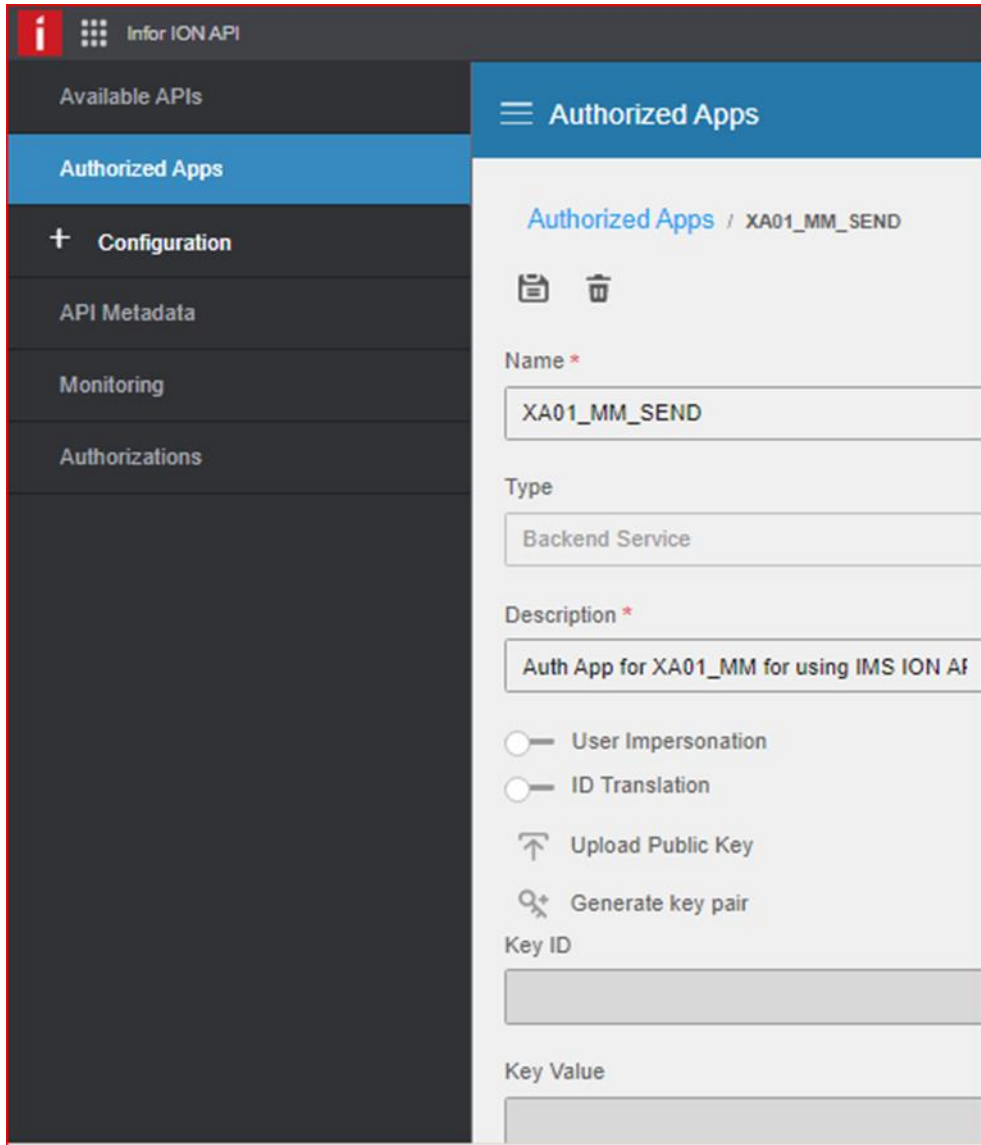 i
Infor ION API
Available APIs
Authorized Apps
Configuration
API Metadata
Monitoring
Authorizations
Authorized Apps
Authorized Apps / XA01_MM_SEND
Name *
XA01_MM_SEND
Type
Backend Service
Description *
Auth App for XA01_MM for using IMS ION
User Impersonation
ID Translation
Upload Public Key
Generate key pair
Key ID
Key Value